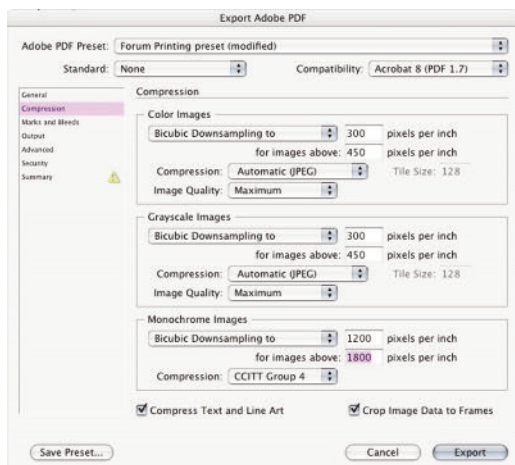 Export Adobe PDF
Adobe PDF Preset: Forum Printing preset (modified)
Standard: None Compatibility: Acrobat 8 (PDF 1.7)
General
Compression
Marks and Bleeds
Output
Advanced
Security
Summary
Compression
Color Images
Bicubic Downsampling to 300 pixels per inch
for images above: 450 pixels per inch
Compression: Automatic (JPEG) Tile Size: 128
Image Quality: Maximum
Grayscale Images
Bicubic Downsampling to 300 pixels per inch
for images above: 450 pixels per inch
Compression: Automatic (JPEG) Tile Size: 128
Image Quality: Maximum
Monochrome Images
Bicubic Downsampling to 1200 pixels per inch
for images above: 1800 pixels per inch
Compression: CCITT Group 4
Compress Text and Line Art Crop Image Data to Frames
Save Preset... Cancel Export